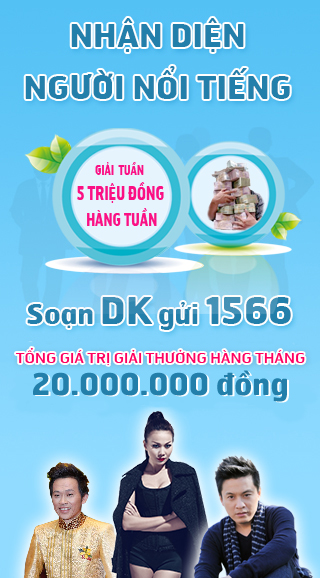 NHẬN DIỆN
NGƯỜI NỔI TIẾNG
GIẢI TUẦN
5 TRIỆU ĐỒNG
HÀNG TUẦN
Soạn DK gửi 1566
TỔNG GIÁ TRỊ GIẢI THƯỞNG HÀNG THÁNG
20.000.000 đồng